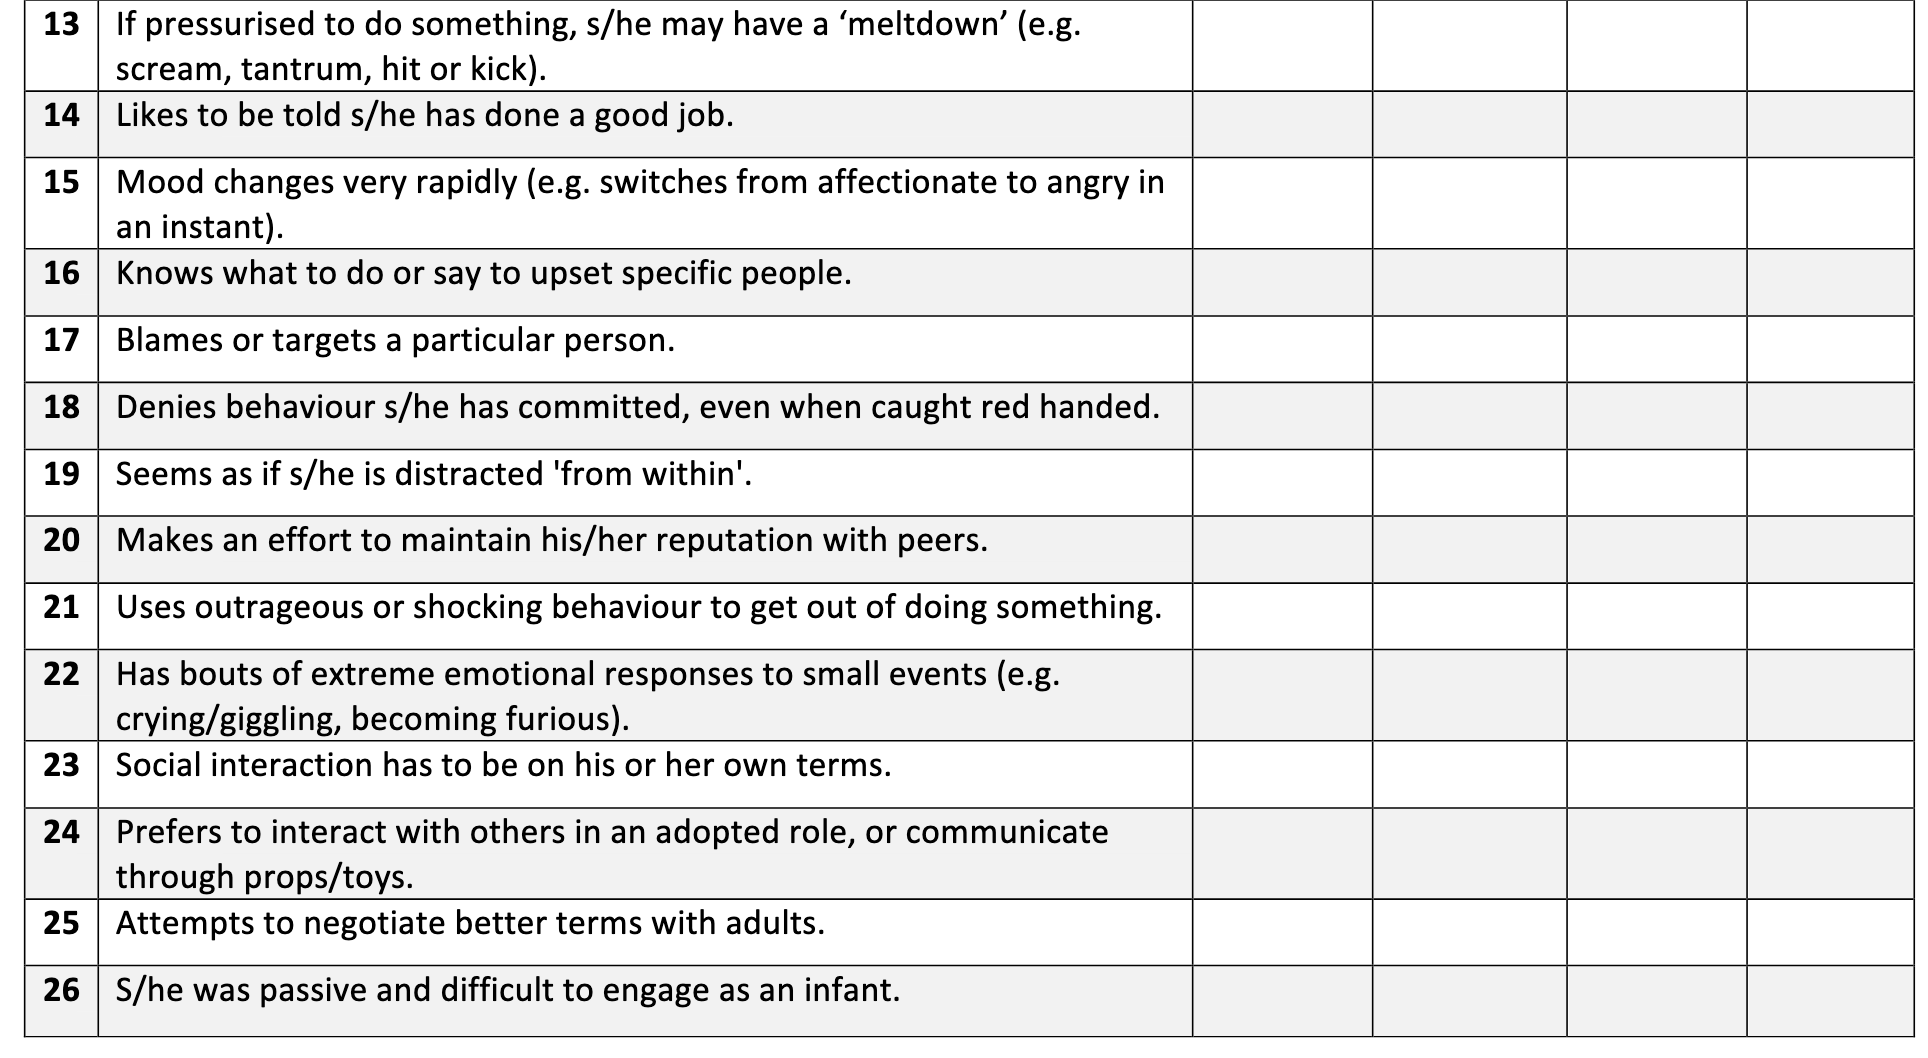 13 If pressurised to do something, s/he may have a ‘meltdown’ (e.g.
scream, tantrum, hit or kick).
14 Likes to be told s/he has done a good job.
15 Mood changes very rapidly (e.g. switches from affectionate to angry in
an instant).
16 Knows what to do or say to upset specific people.
17 Blames or targets a particular person.
18 Denies behaviour s/he has committed, even when caught red handed.
19 Seems as if s/he is distracted 'from within'.
20 Makes an effort to maintain his/her reputation with peers.
21 Uses outrageous or shocking behaviour to get out of doing something.
22 Has bouts of extreme emotional responses to small events (e.g.
crying/giggling, becoming furious).
23 Social interaction has to be on his or her own terms.
24 Prefers to interact with others in an adopted role, or communicate
through props/toys.
25 Attempts to negotiate better terms with adults.
26 S/he was passive and difficult to engage as an infant.